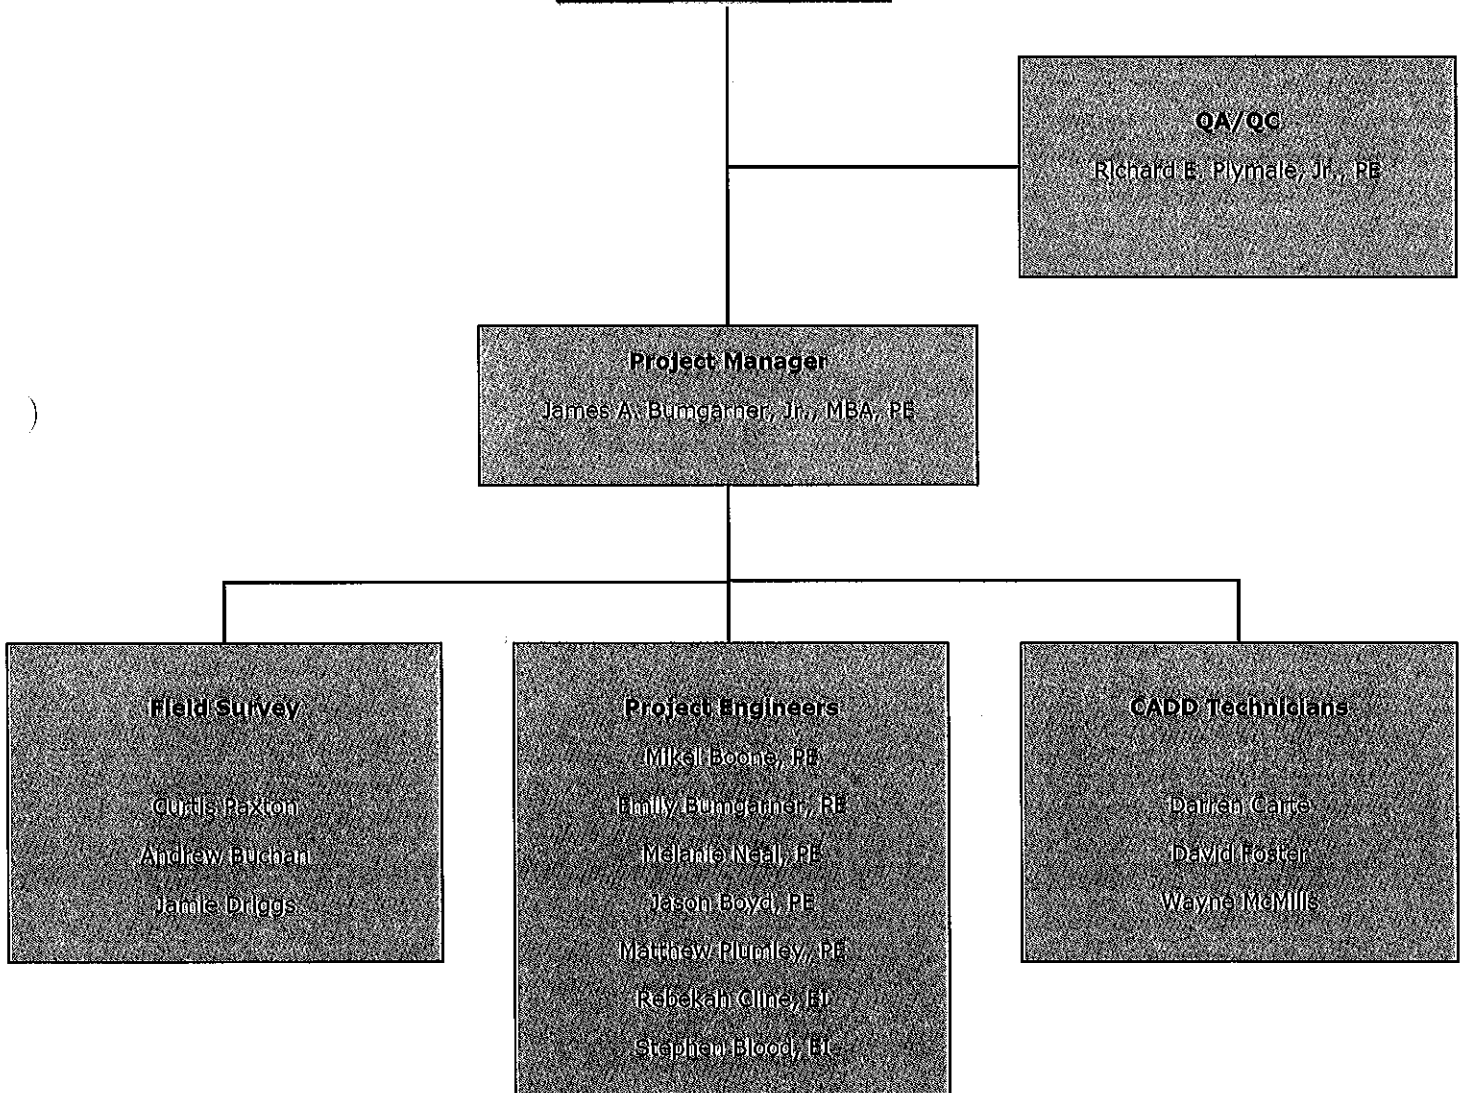 QA/QC
Richard E. Plymale, Jr., PE
Project Manager
James A. Bumgarner, Jr., MBA, PE
Field Survey
Curtis Paxton
Andrew Buchan
Jamie Driggs
Project Engineers
Mikel Boone, PE
Emily Bumgarner, PE
Melanie Neal, PE
Jason Boyd, PE
Matthew Plumley, PE
Rebekah Cline, EI
Stephen Blood, EI
CADD Technicians
Darren Carte
David Foster
Wayne McMills